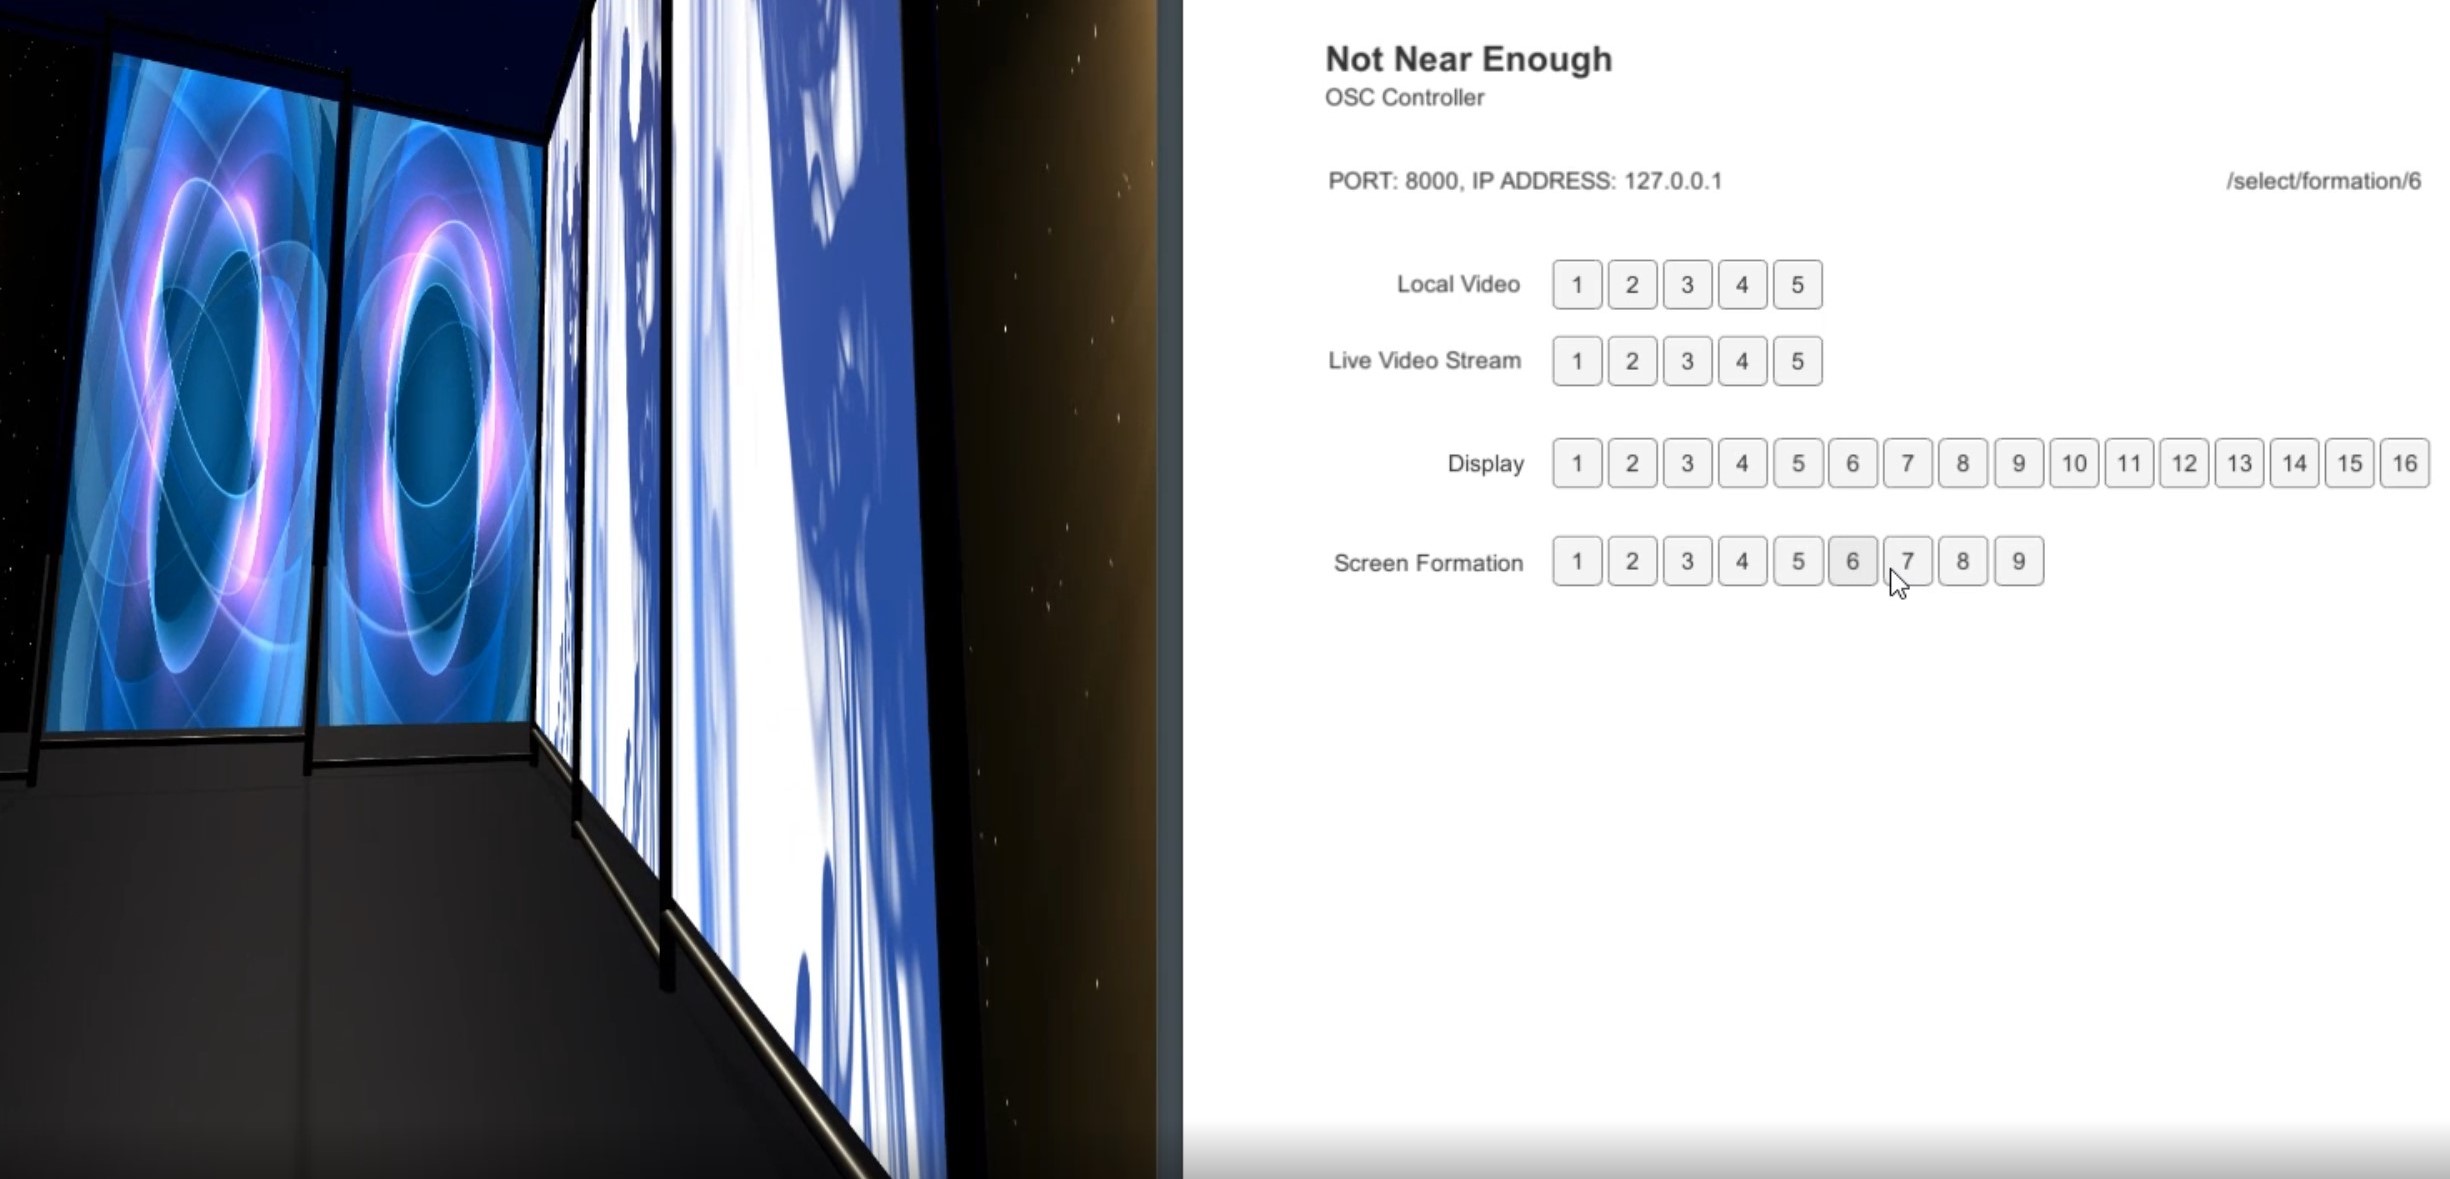 Not Near Enough
OSC Controller
PORT: 8000, IP ADDRESS: 127.0.0.1 /select/formation/6
Local Video 1 2 3 4 5
Live Video Stream 1 2 3 4 5
Display 1 2 3 4 5 6 7 8 9 10 11 12 13 14 15 16
Screen Formation 1 2 3 4 5 6 7 8 9